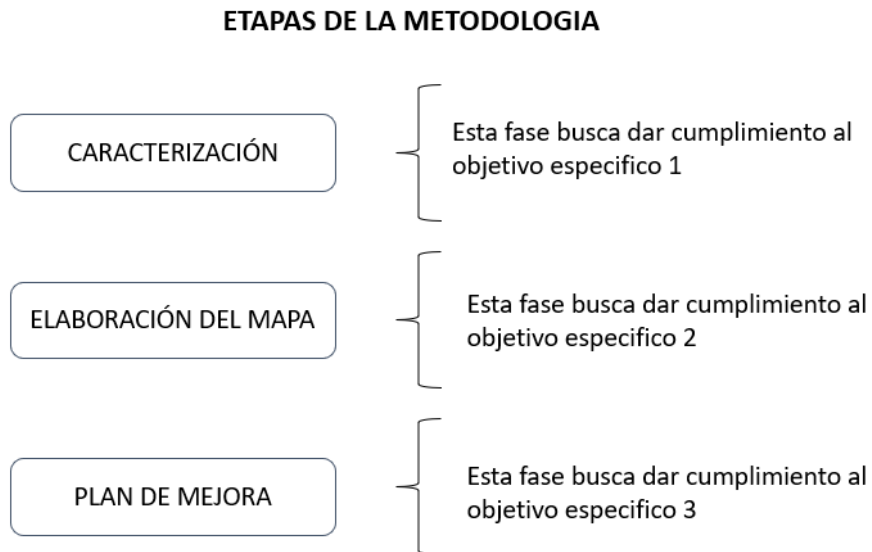 ETAPAS DE LA METODOLOGIA
CARACTERIZACIÓN
Esta fase busca dar cumplimiento al
objetivo especifico 1
ELABORACIÓN DEL MAPA
Esta fase busca dar cumplimiento al
objetivo especifico 2
PLAN DE MEJORA
Esta fase busca dar cumplimiento al
objetivo especifico 3